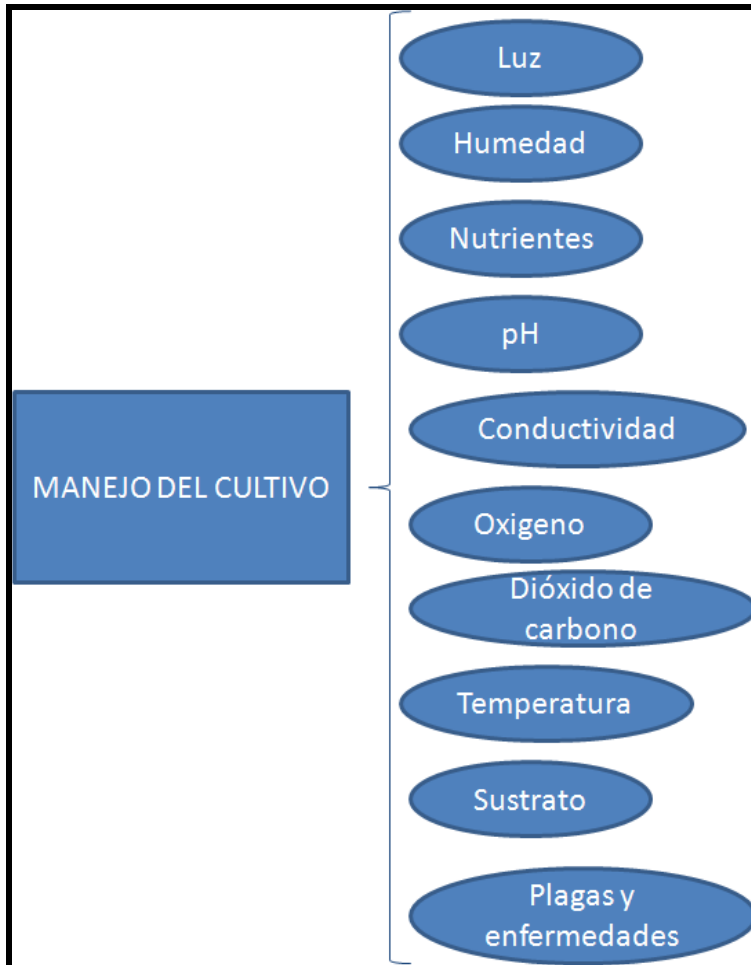 Luz
Humedad
Nutrientes
pH
MANEJO DEL CULTIVO
Conductividad
Oxigeno
Dióxido de
carbono
Temperatura
Sustrato
Plagas y
enfermedades